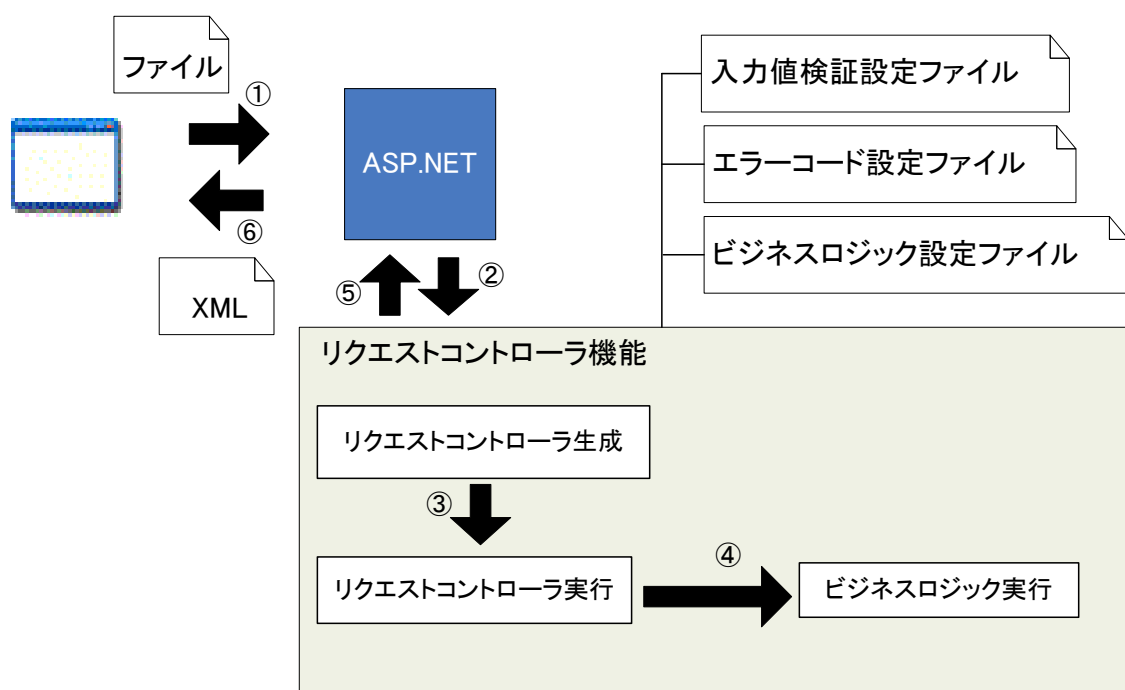 ファイル
①
ASP.NET
⑥
XML
⑤
②
入力値検証設定ファイル
エラーコード設定ファイル
ビジネスロジック設定ファイル
リクエストコントローラ機能
リクエストコントローラ生成
③
リクエストコントローラ実行
④
ビジネスロジック実行